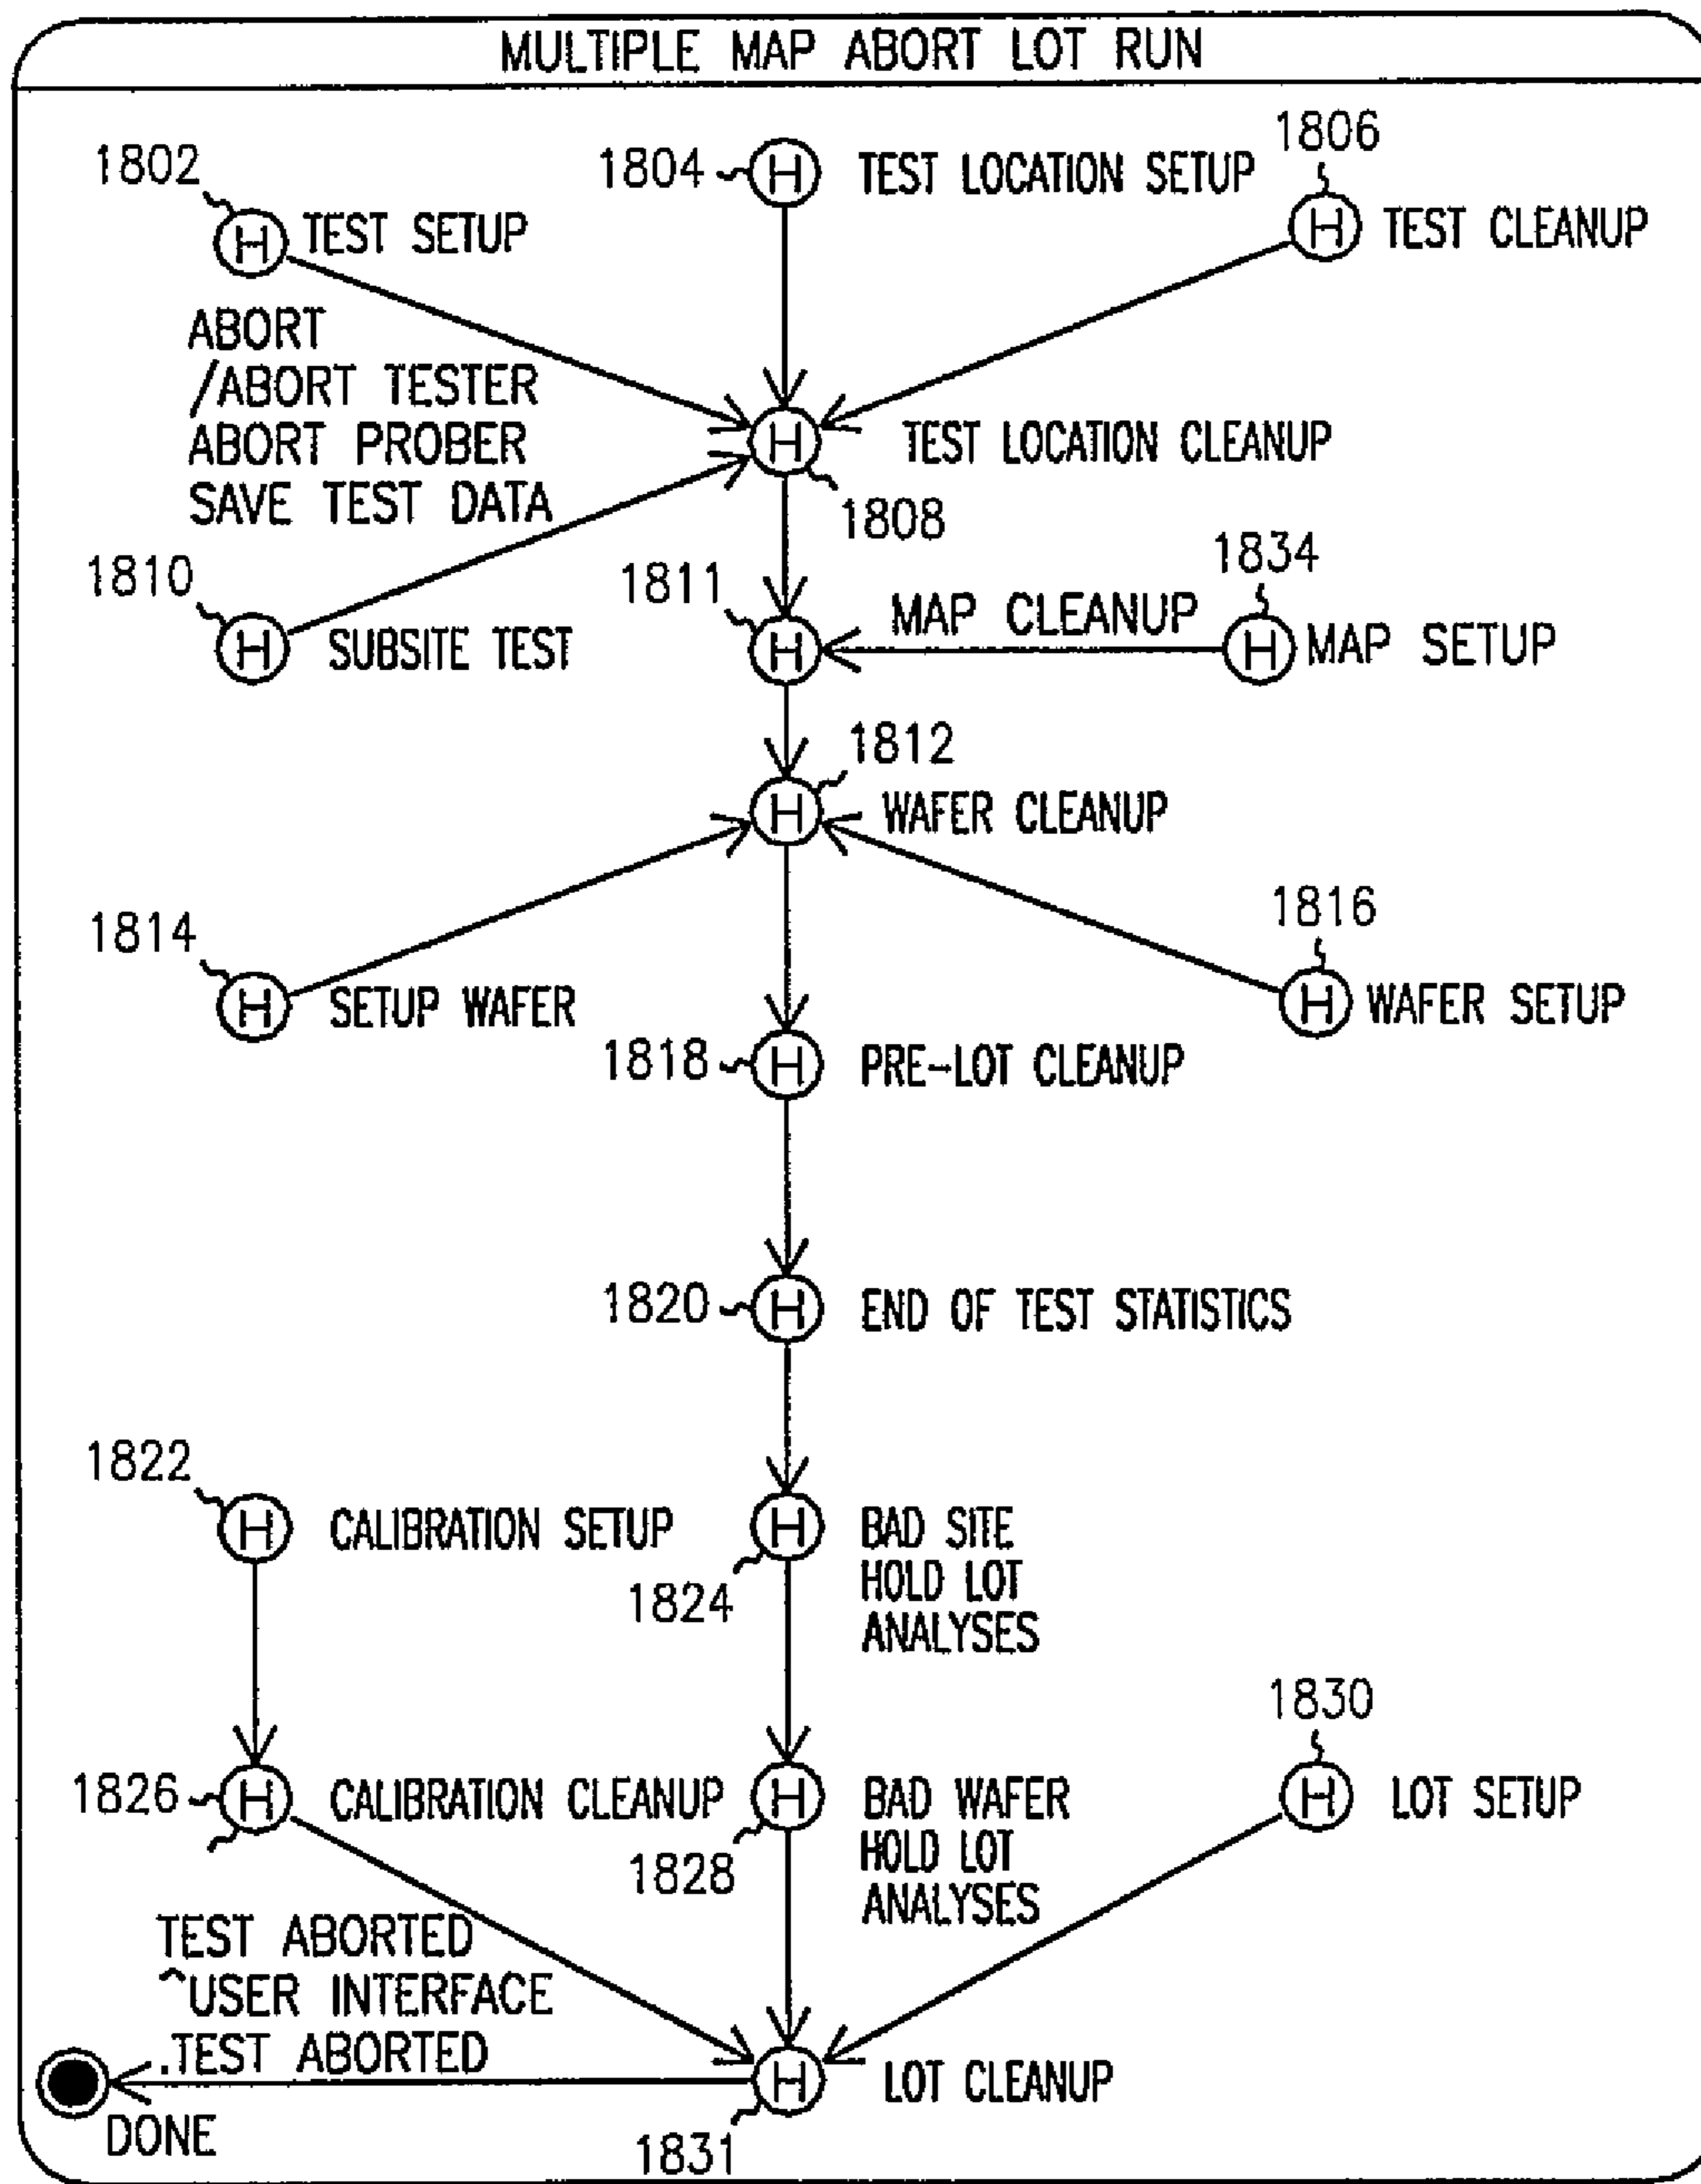 MULTIPLE MAP ABORT LOT RUN
1802
1804
1806
H TEST SETUP
H TEST LOCATION SETUP
H TEST CLEANUP
ABORT
/ABORT TESTER
ABORT PROBER
SAVE TEST DATA
H TEST LOCATION CLEANUP
1808
1810
1811
1834
H SUBSITE TEST
H
MAP CLEANUP
H MAP SETUP
1812
H WAFER CLEANUP
1814
1816
H SETUP WAFER
H WAFER SETUP
1818 H PRE-LOT CLEANUP
1820 H END OF TEST STATISTICS
1822
H CALIBRATION SETUP
H BAD SITE
HOLD LOT
ANALYSES
1824
1830
1826 H CALIBRATION CLEANUP
H BAD WAFER
HOLD LOT
ANALYSES
1828
H LOT SETUP
TEST ABORTED
^USER INTERFACE
.TEST ABORTED
H LOT CLEANUP
DONE
1831